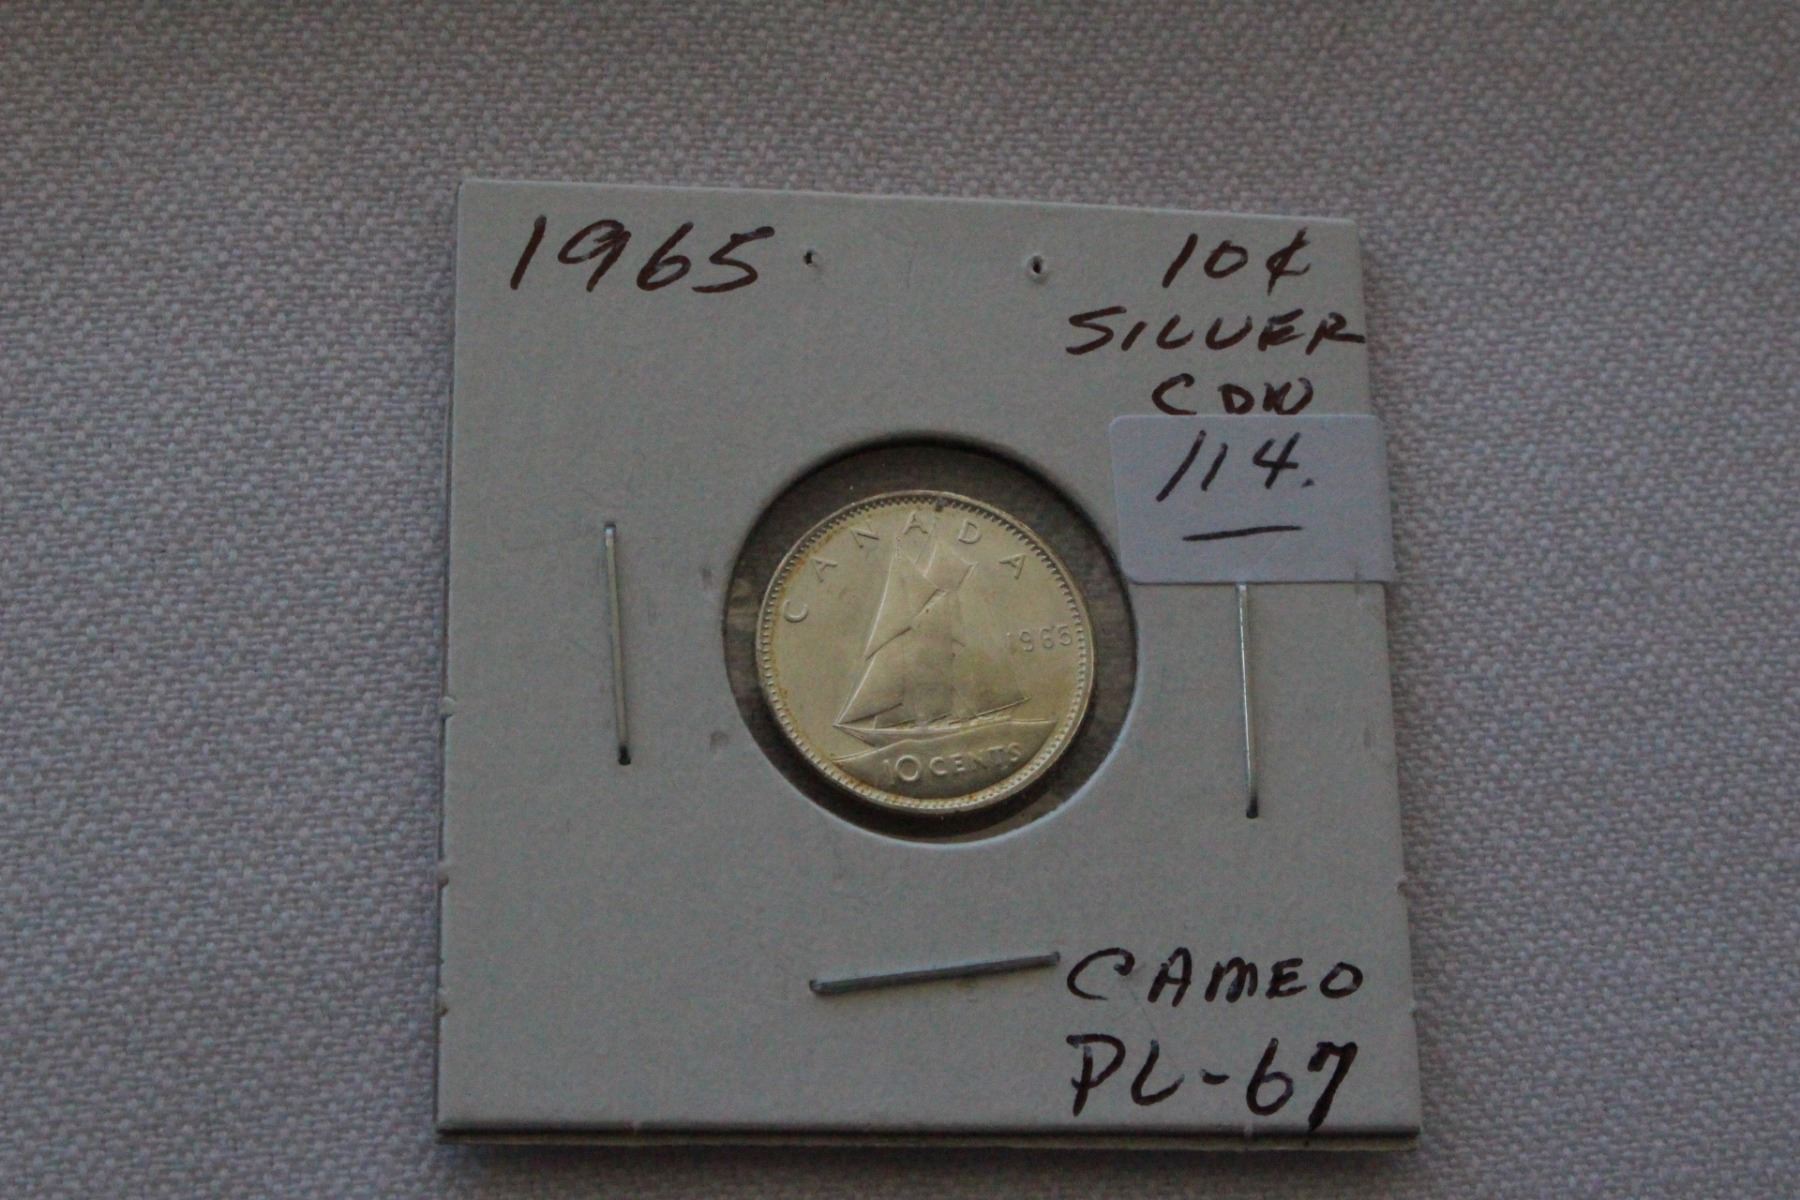 1965
10¢
SILVER
CDN
114.
CANADA
1965
10 CENTS
CAMEO
PL-67